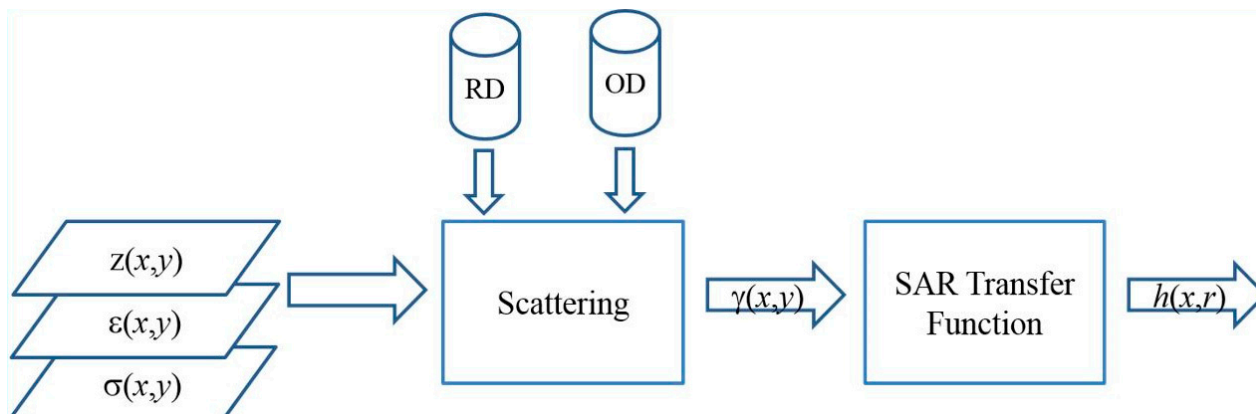 RD
OD
z(x,y)
ε(x,y)
σ(x,y)
Scattering
γ(x,y)
SAR Transfer
Function
h(x,r)